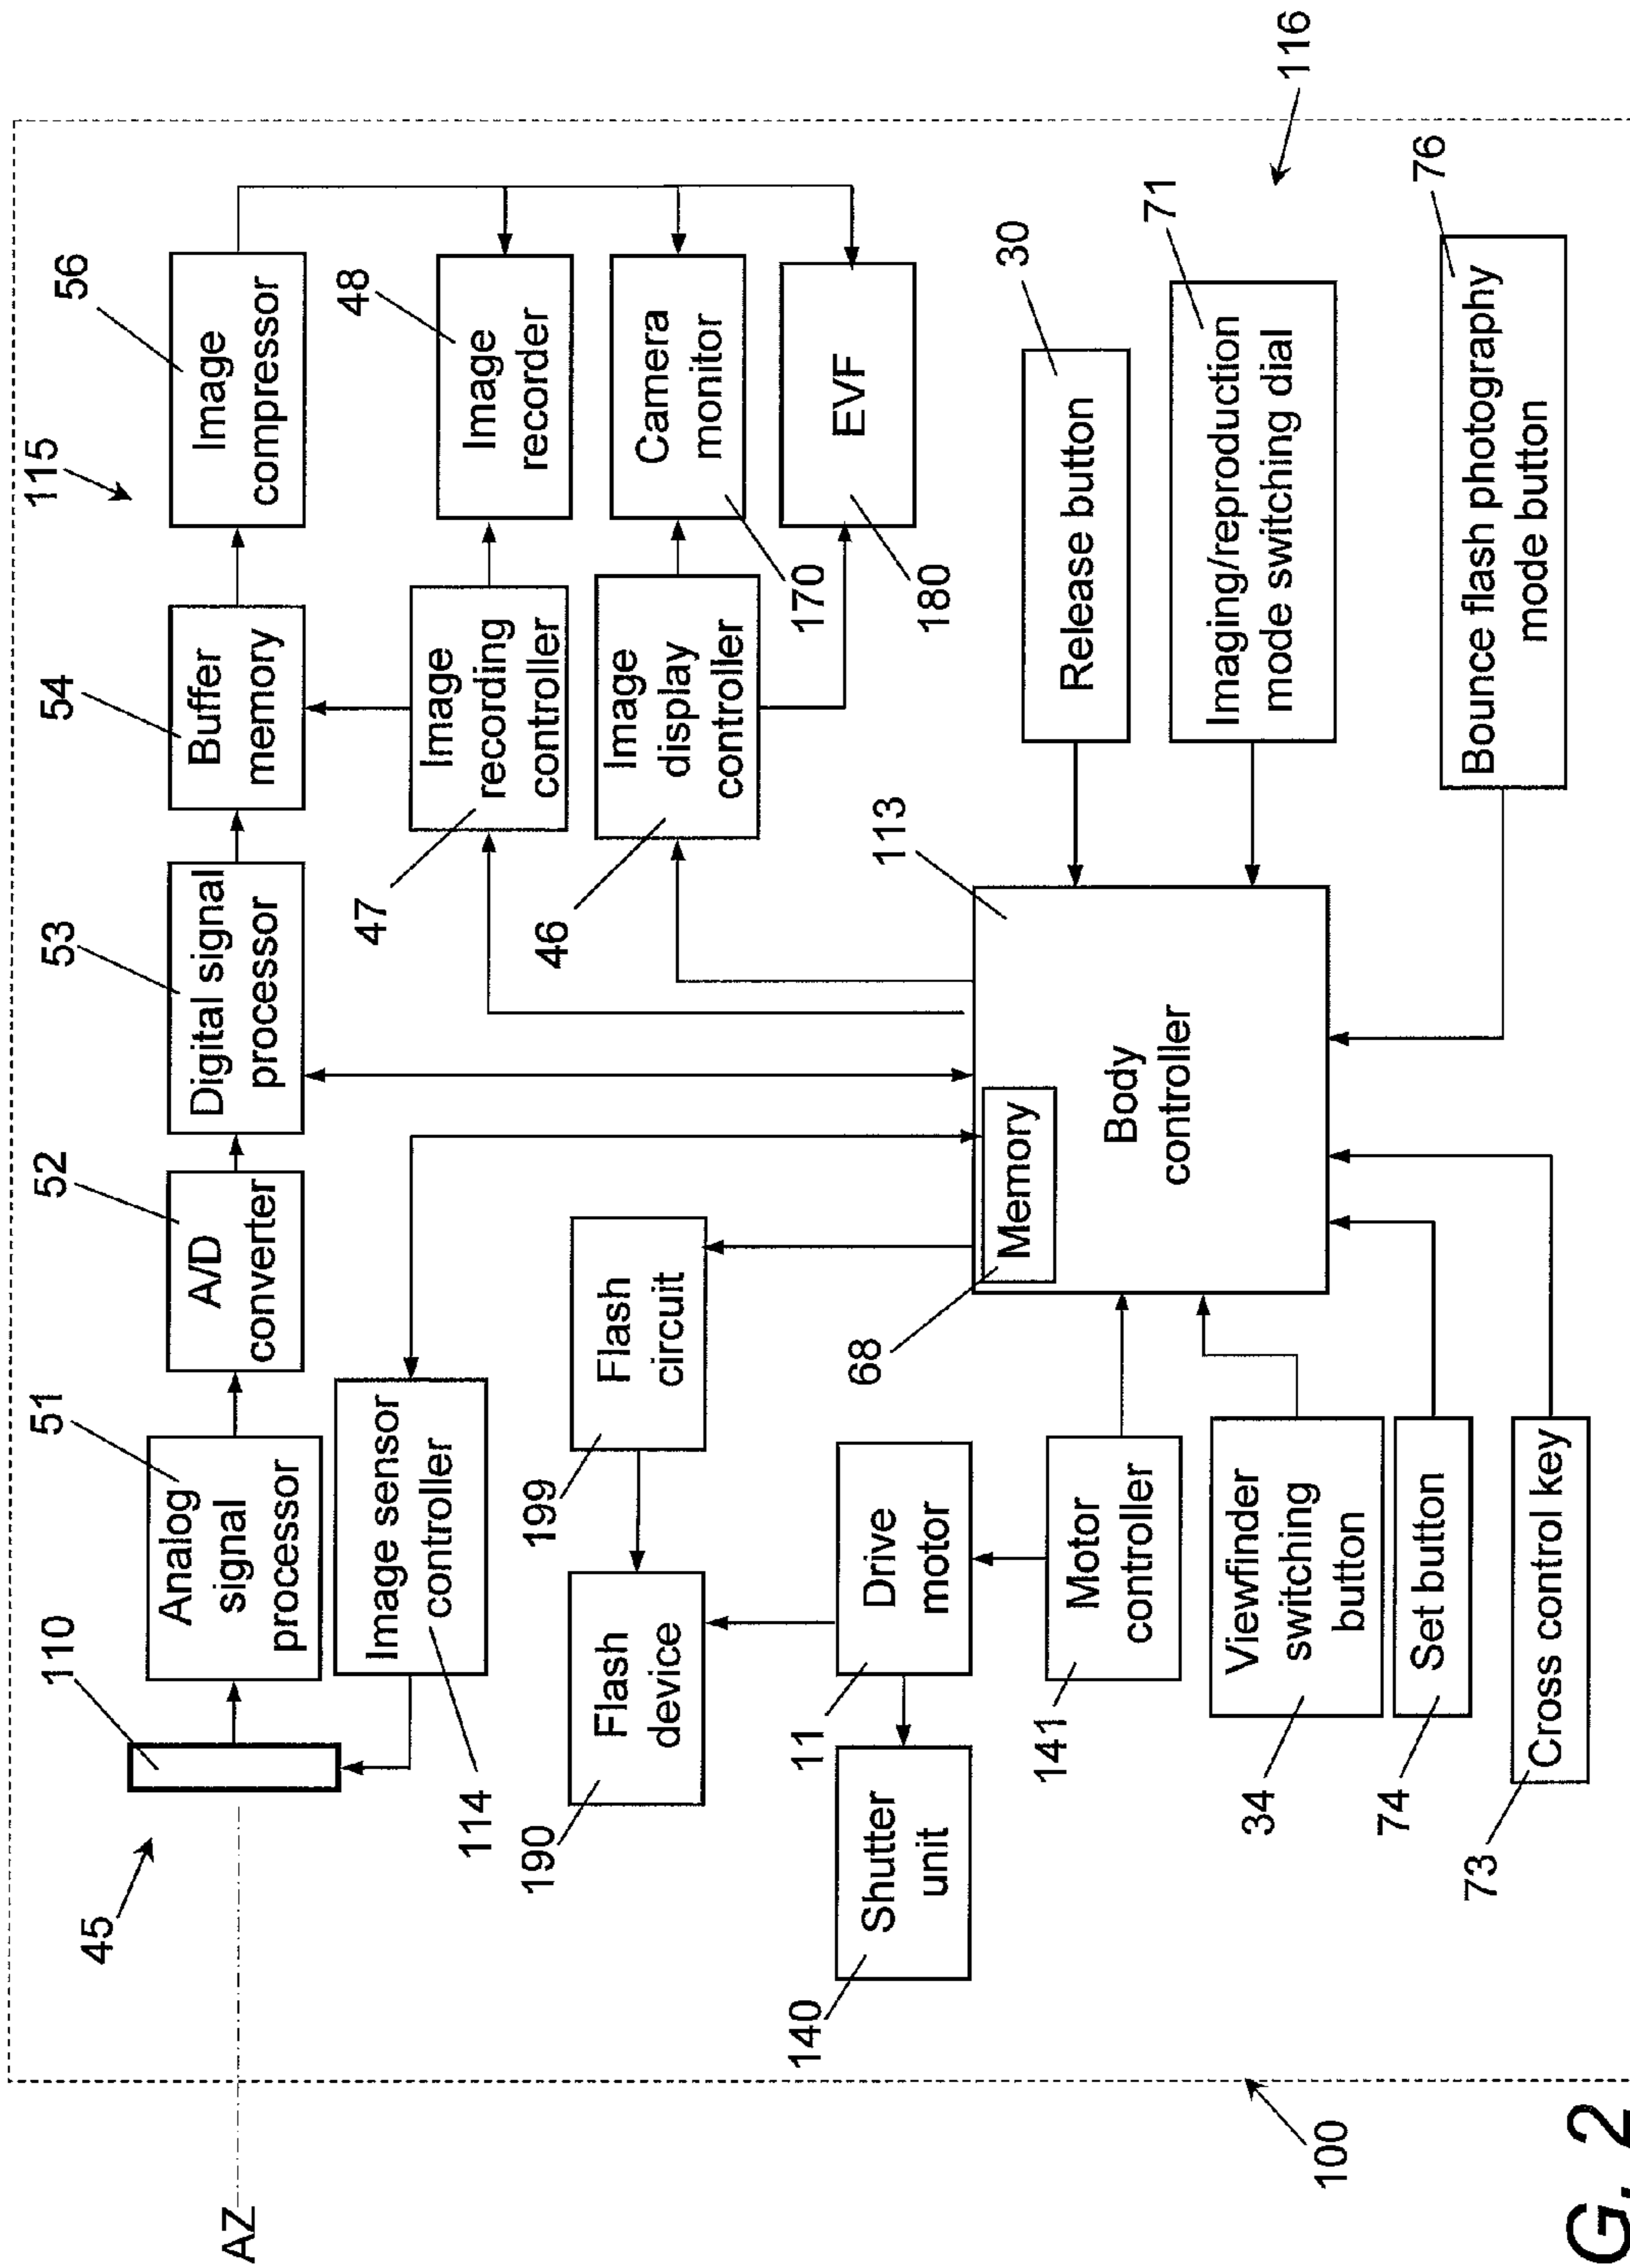 115
56
Image
compressor
54
Buffer
memory
53
Digital signal
processor
52
A/D
converter
51
Analog
signal
processor
110
45
AZ
48
Image
recorder
47
Image
recording
controller
Image sensor
controller
114
Camera
monitor
170
Image
display
controller
46
EVF
180
Flash
circuit
199
Flash
device
190
30
Release button
71
Imaging/reproduction
mode switching dial
116
76
Bounce flash photography
mode button
113
Body
controller
Memory
68
Drive
motor
11
Shutter
unit
140
Motor
controller
141
Viewfinder
switching
button
34
Set button
74
Cross control key
73
100
G. 2